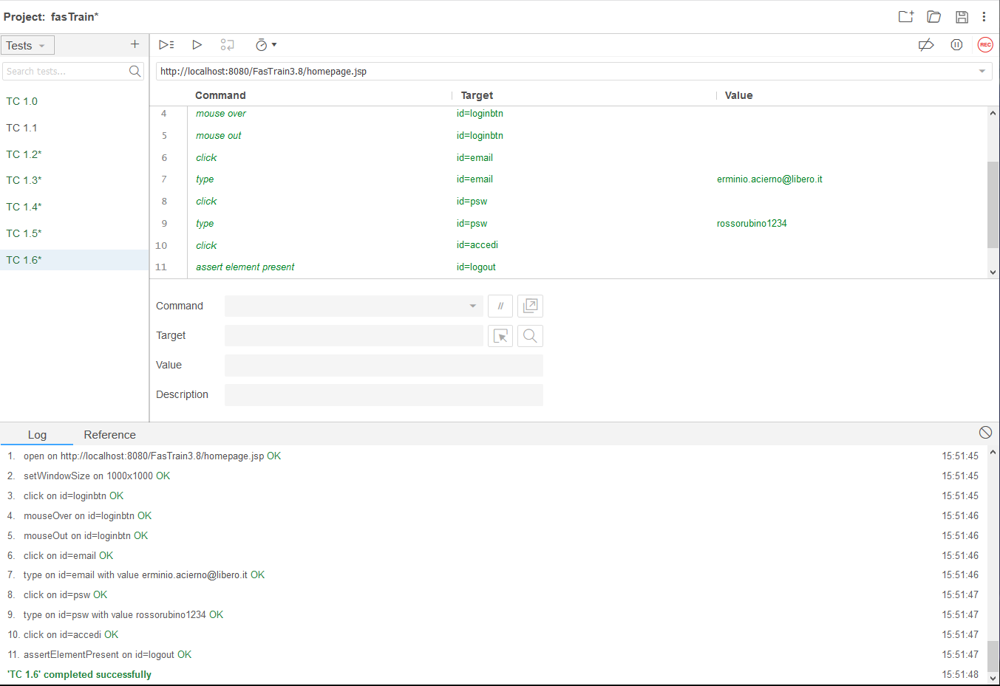 Project: fasTrain*
Tests
Search tests...
TC 1.0
TC 1.1
TC 1.2*
TC 1.3*
TC 1.4*
TC 1.5*
TC 1.6*
REC
http://localhost:8080/FasTrain3.8/homepage.jsp
Command Target Value
4 mouse over id=loginbtn
5 mouse out id=loginbtn
6 click id=email
7 type id=email erminio.acierno@libero.it
8 click id=psw
9 type id=psw rossorubino1234
10 click id=accedi
11 assert element present id=logout
Command //
Target
Value
Description
Log Reference
1. open on http://localhost:8080/FasTrain3.8/homepage.jsp OK 15:51:45
2. setWindowSize on 1000x1000 OK 15:51:45
3. click on id=loginbtn OK 15:51:45
4. mouseOver on id=loginbtn OK 15:51:46
5. mouseOut on id=loginbtn OK 15:51:46
6. click on id=email OK 15:51:46
7. type on id=email with value erminio.acierno@libero.it OK 15:51:46
8. click on id=psw OK 15:51:47
9. type on id=psw with value rossorubino1234 OK 15:51:47
10. click on id=accedi OK 15:51:47
11. assertElementPresent on id=logout OK 15:51:47
'TC 1.6' completed successfully 15:51:48